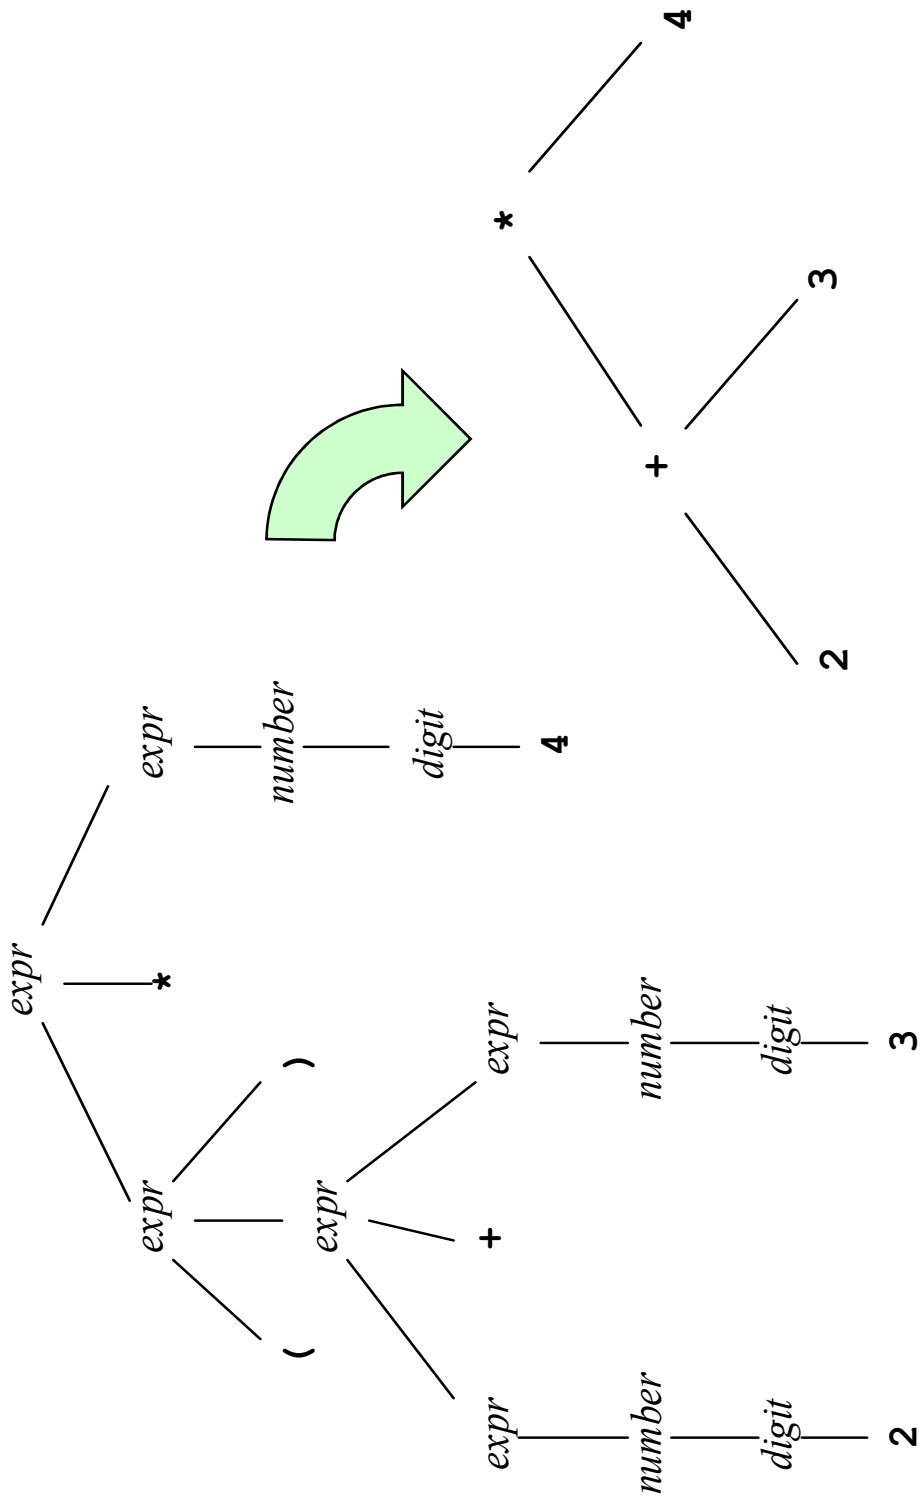 expr
expr * expr
( ) number
expr
digit
expr + expr
4
number number
digit digit
2 3
*
+ 4
2 3